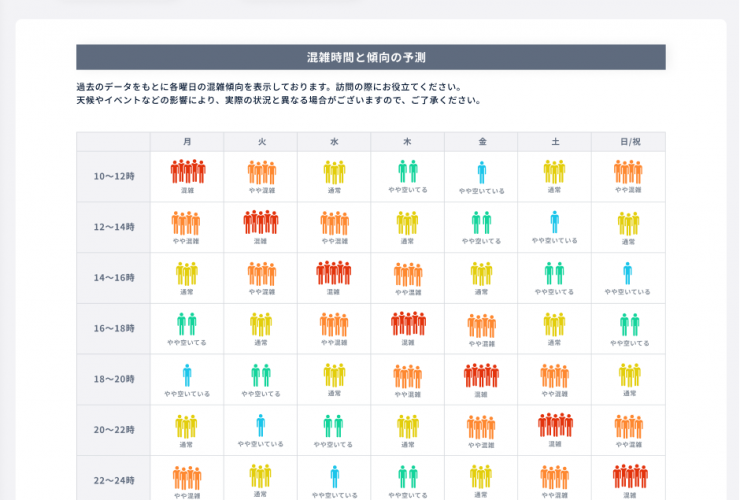 混雑時間と傾向の予測
過去のデータをもとに各曜日の混雑傾向を表示しております。訪問の際にお役立てください。
天候やイベントなどの影響により、実際の状況と異なる場合がございますので、ご了承ください。
月 火 水 木 金 土 日/祝
10〜12時 混雑 やや混雑 通常 やや空いてる やや空いている 通常 やや混雑
12〜14時 やや混雑 混雑 やや混雑 通常 やや空いてる やや空いている 通常
14〜16時 通常 やや混雑 混雑 やや混雑 通常 やや空いてる やや空いている
16〜18時 やや空いてる 通常 やや混雑 混雑 やや混雑 通常 やや空いてる
18〜20時 やや空いている やや空いてる 通常 やや混雑 混雑 やや混雑 通常
20〜22時 通常 やや空いている やや空いてる 通常 やや混雑 混雑 やや混雑
22〜24時 やや混雑 通常 やや空いている やや空いてる 通常 やや混雑 混雑